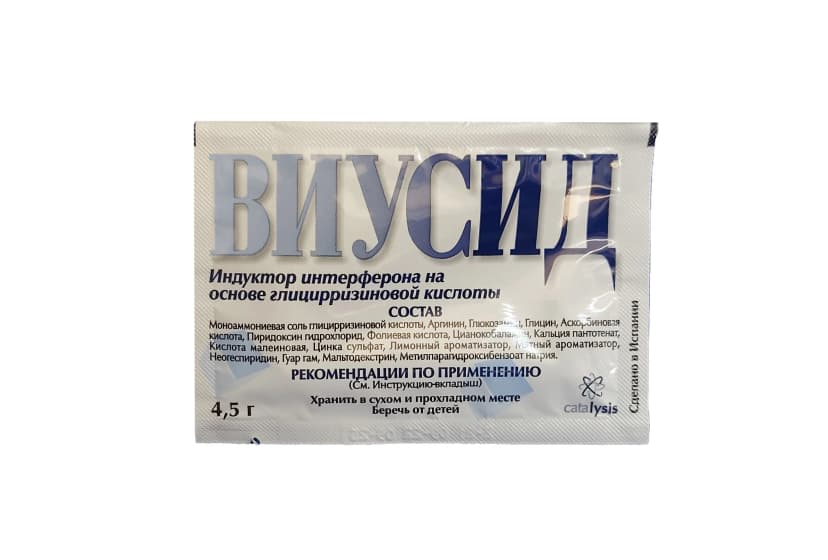 ВИУСИД
Индуктор интерферона на
основе глицирризиновой кислоты
СОСТАВ
Моноаммониевая соль глицирризиновой кислоты, Аргинин, Глюкозамин, Глицин, Аскорбиновая
кислота, Пиридоксин гидрохлорид, Фолиевая кислота, Цианокобаламин, Кальция пантотенат,
Кислота малеиновая, Цинка сульфат, Лимонный ароматизатор, Мятный ароматизатор,
Неогеспиридин, Гуар гам, Мальтодекстрин, Метилпарагидроксибензоат натрия.
РЕКОМЕНДАЦИИ ПО ПРИМЕНЕНИЮ
(См. Инструкцию-вкладыш)
Хранить в сухом и прохладном месте
Беречь от детей
4,5 г
catalysis
Сделано в Испании